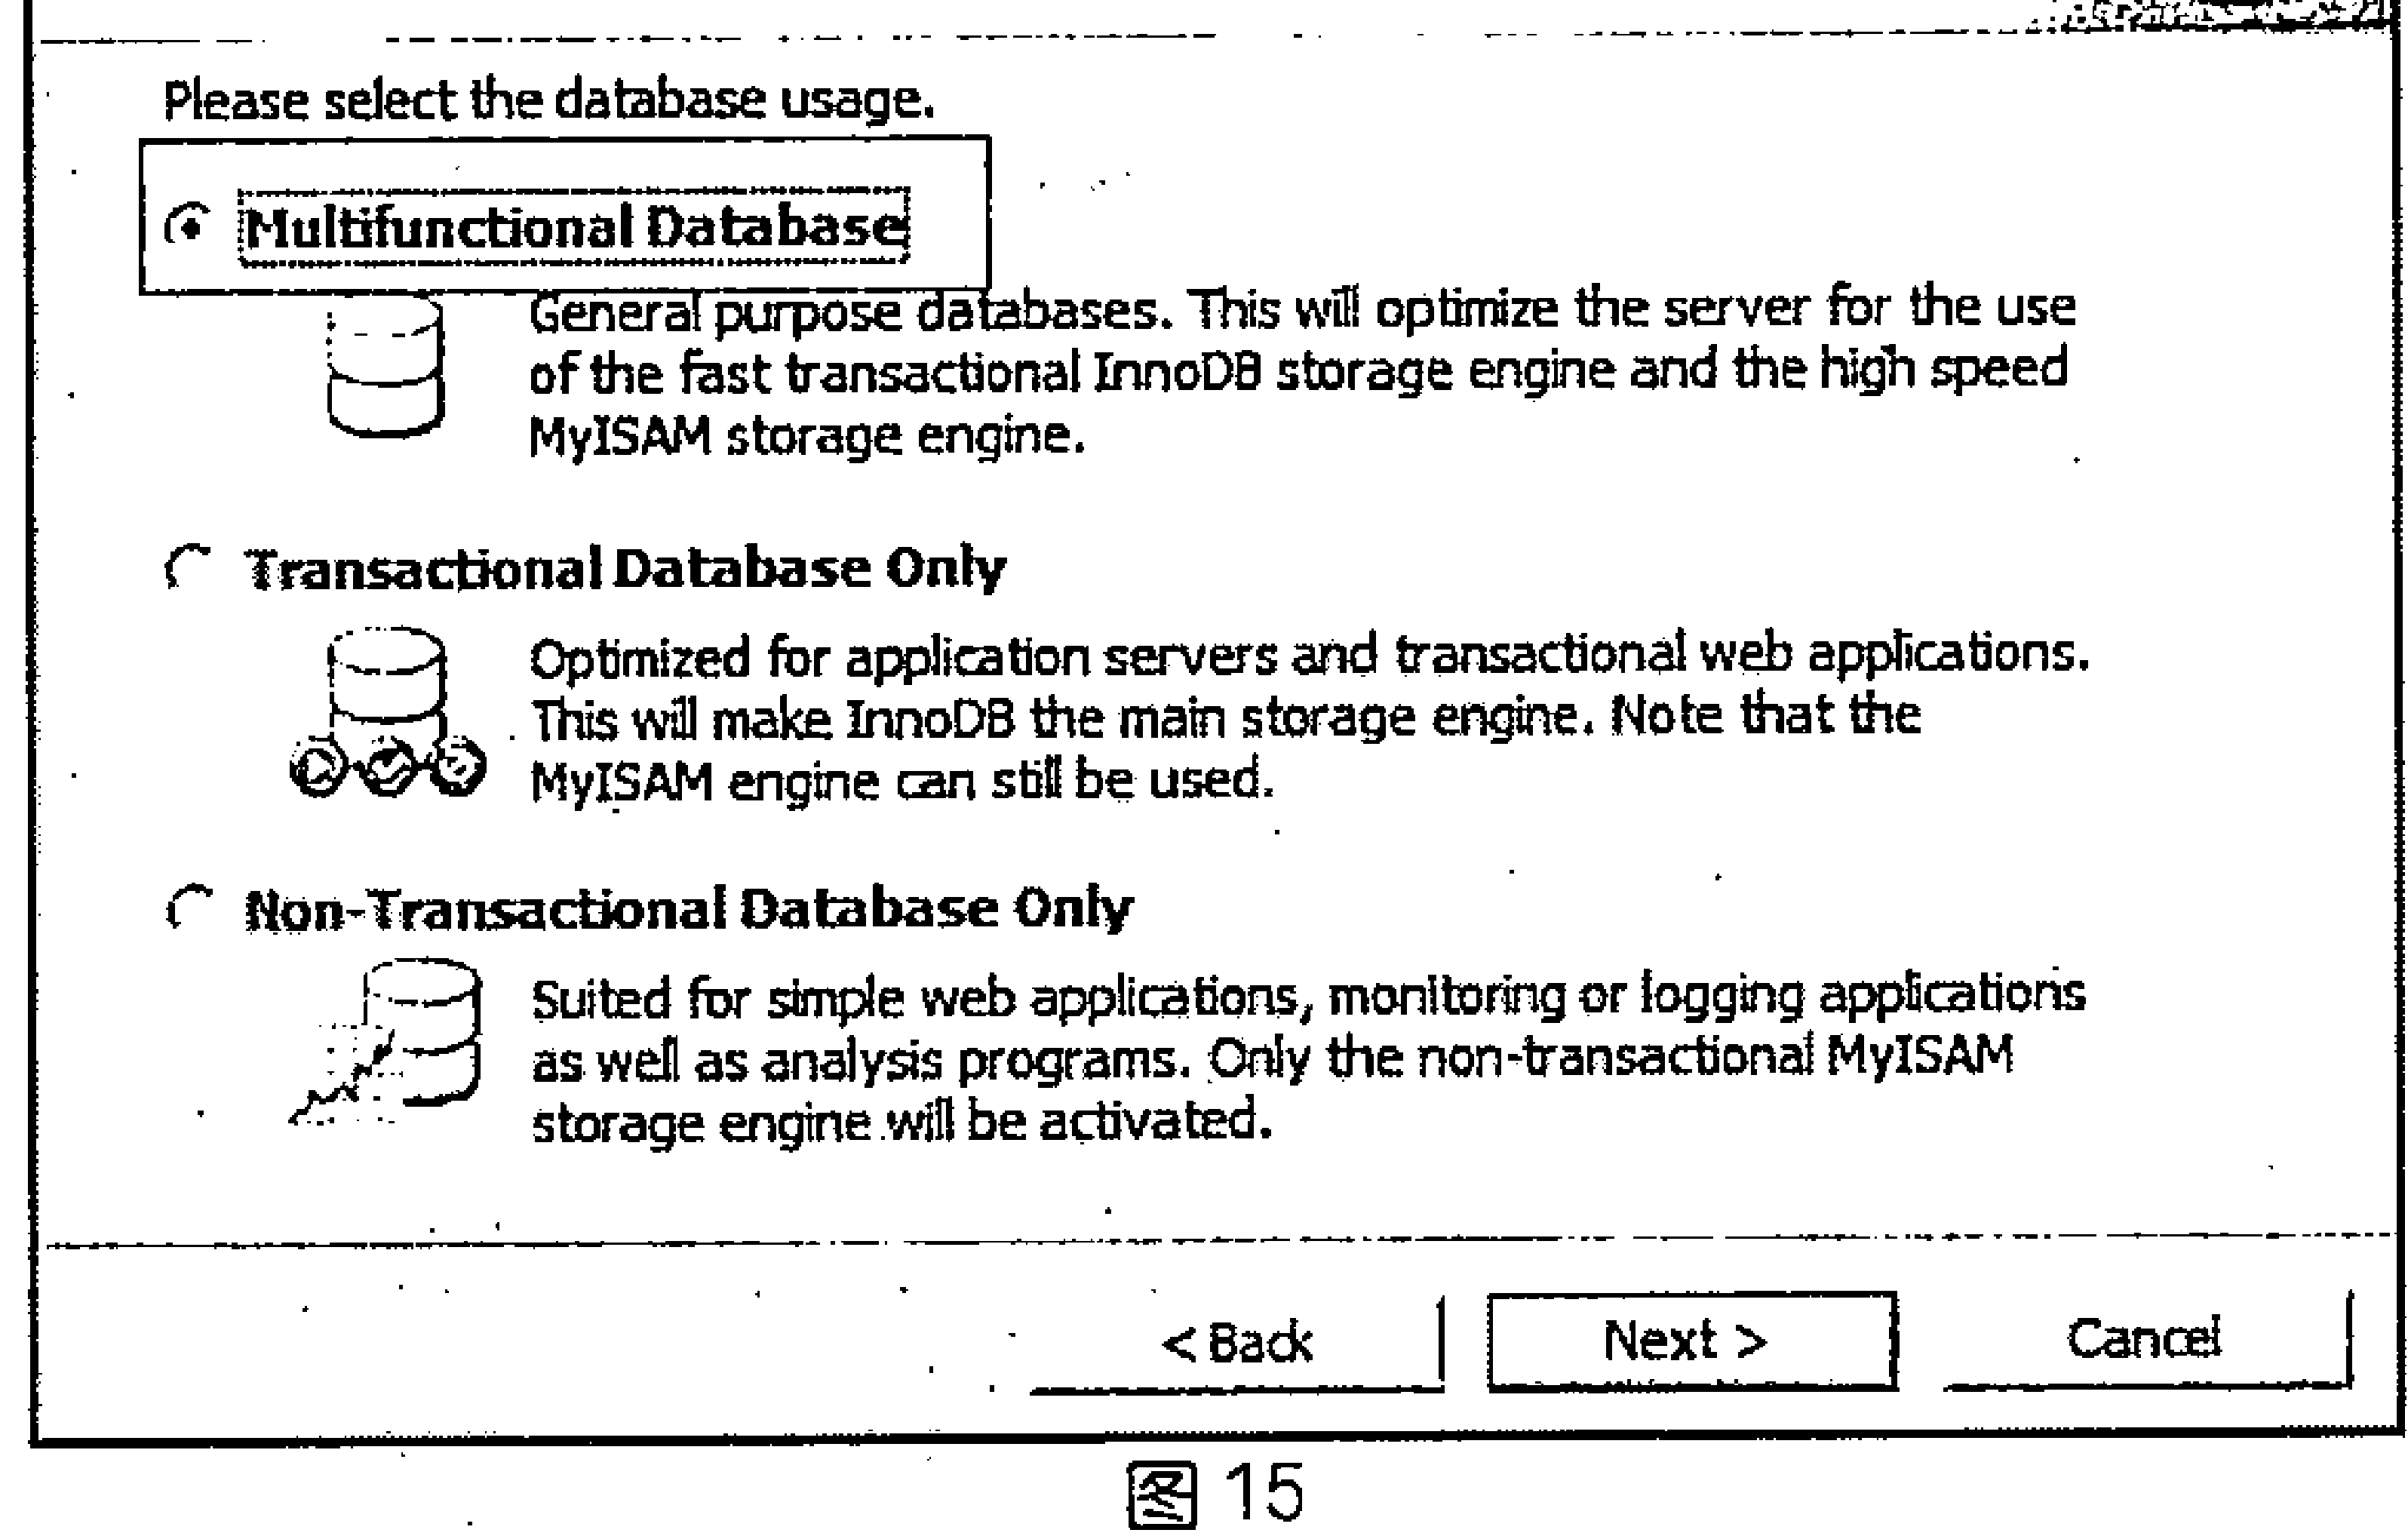 Please select the database usage.
Multifunctional Database
General purpose databases. This will optimize the server for the use
of the fast transactional InnoDB storage engine and the high speed
MyISAM storage engine.
Transactional Database Only
Optimized for application servers and transactional web applications.
This will make InnoDB the main storage engine. Note that the
MyISAM engine can still be used.
Non-Transactional Database Only
Suited for simple web applications, monitoring or logging applications
as well as analysis programs. Only the non-transactional MyISAM
storage engine will be activated.
< Back
Next >
Cancel
图 15